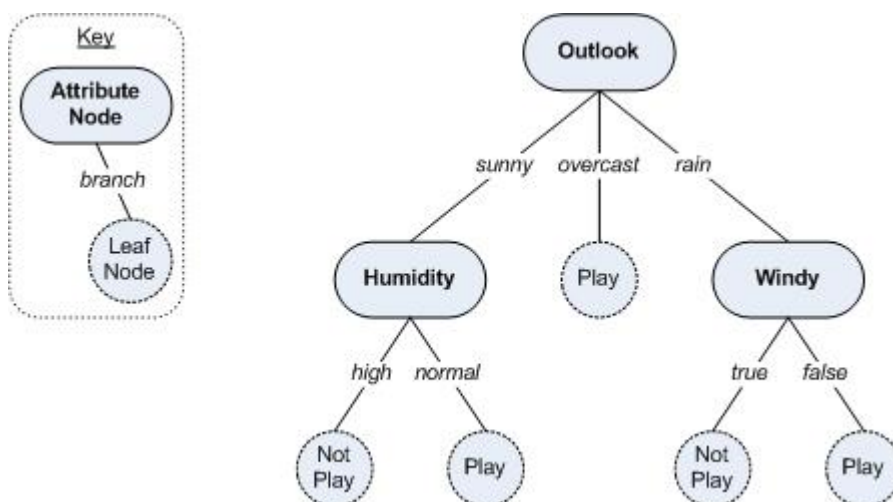 Key
Attribute
Node
branch
Leaf
Node
Outlook
sunny
overcast
rain
Humidity
Play
Windy
high
normal
true
false
Not
Play
Play
Not
Play
Play